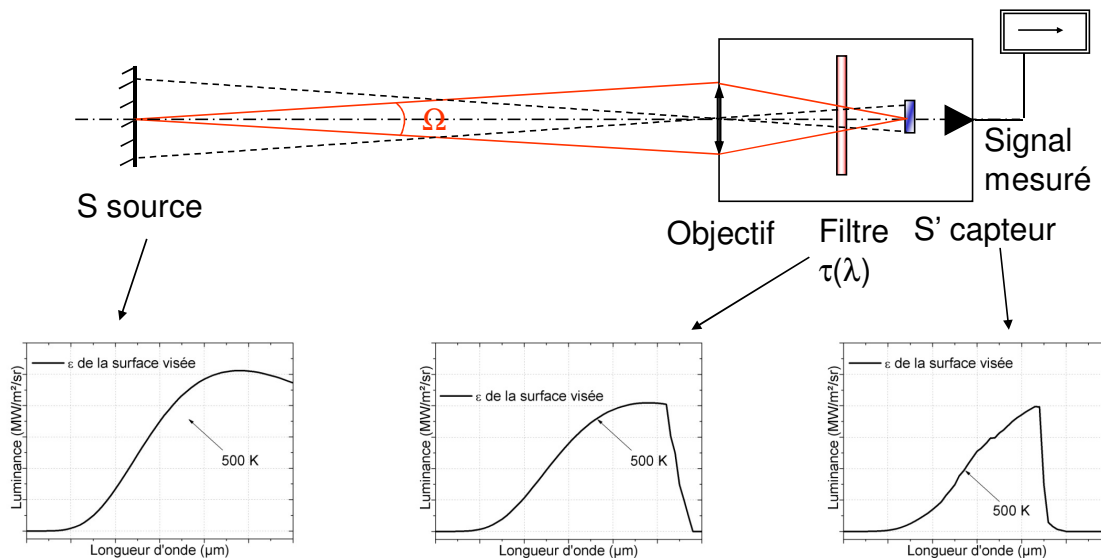 Ω
Signal
mesuré
S source
Objectif
Filtre
τ(λ)
S' capteur
ε de la surface visée
500 K
Luminance (MW/m²/sr)
Longueur d'onde (µm)
ε de la surface visée
500 K
Luminance (MW/m²/sr)
Longueur d'onde (µm)
ε de la surface visée
500 K
Luminance (MW/m²/sr)
Longueur d'onde (µm)